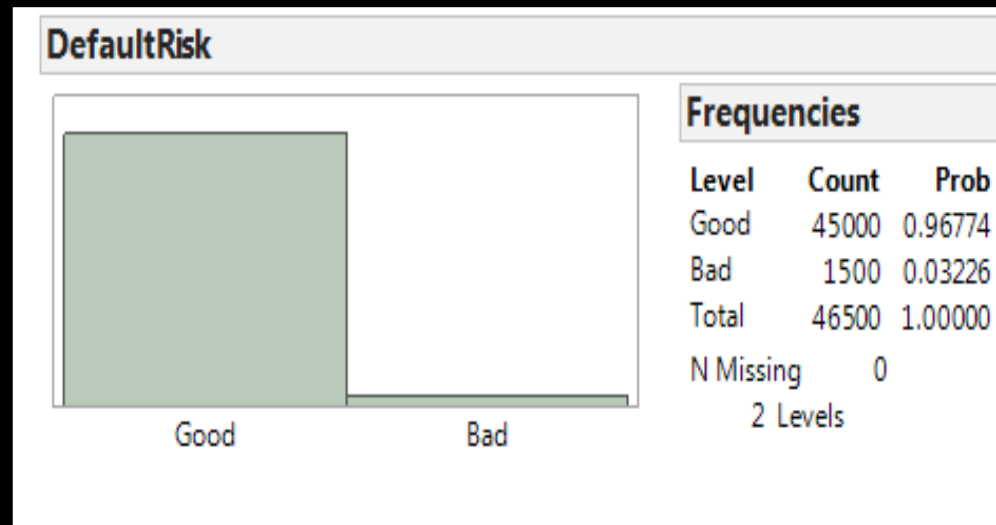 DefaultRisk
Good Bad
Frequencies
Level Count Prob
Good 45000 0.96774
Bad 1500 0.03226
Total 46500 1.00000
N Missing 0
2 Levels